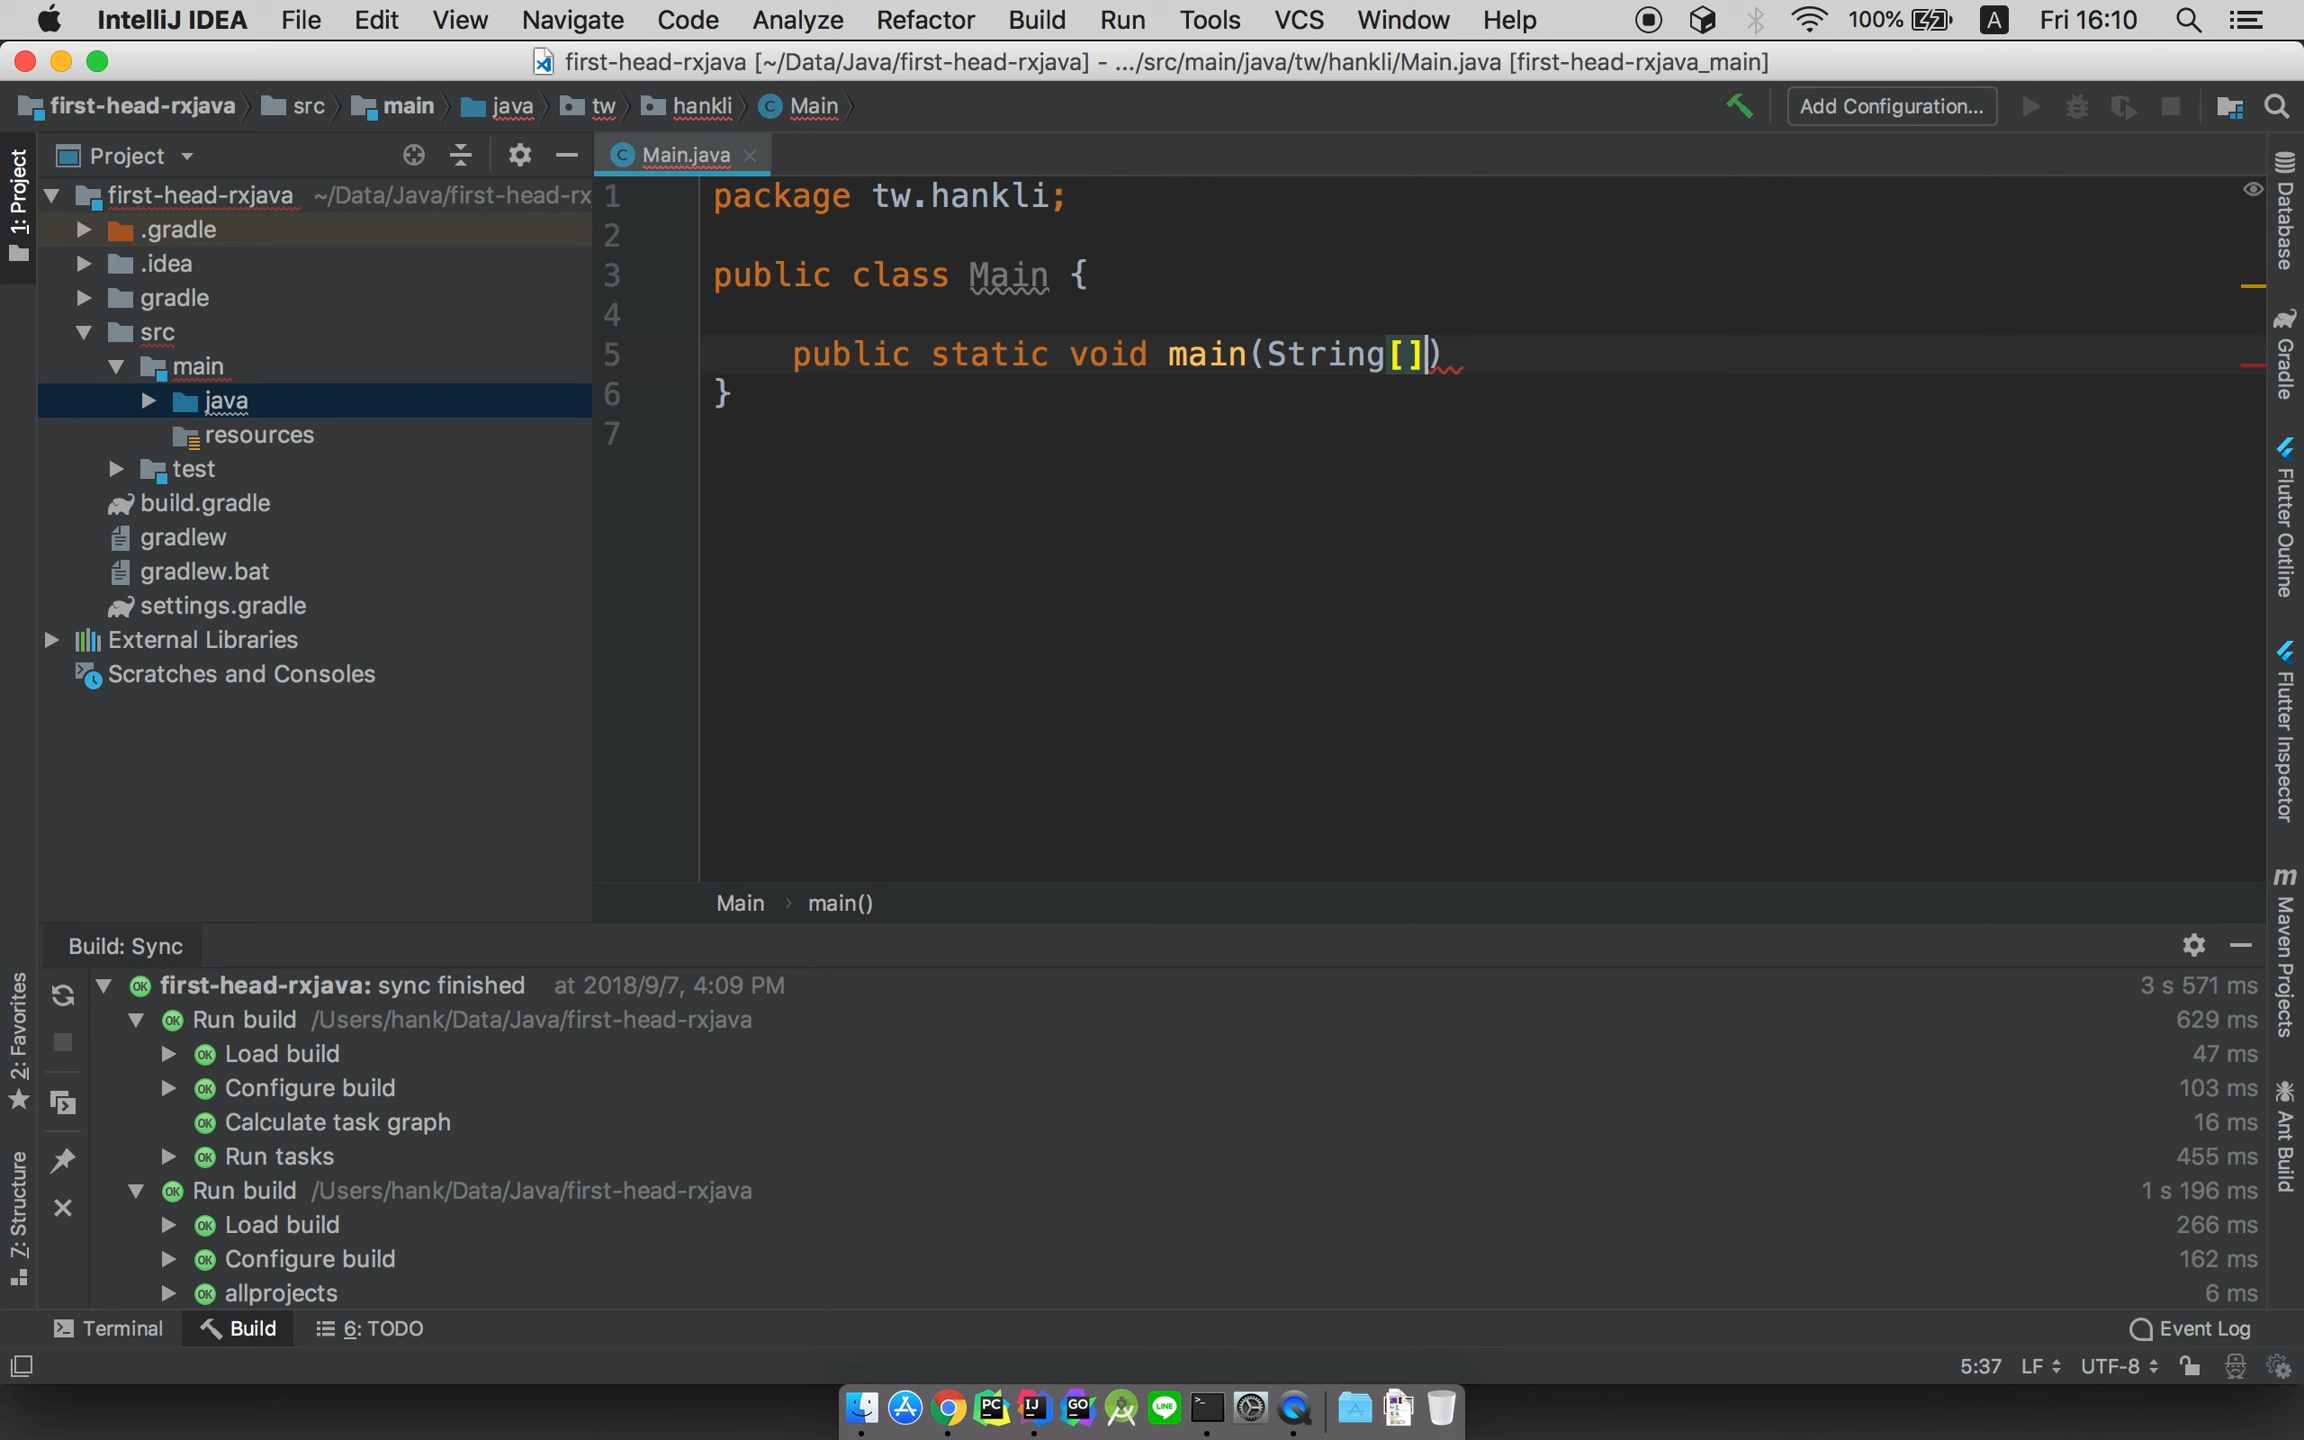 IntelliJ IDEA File Edit View Navigate Code Analyze Refactor Build Run Tools VCS Window Help 100% A Fri 16:10
first-head-rxjava [~/Data/Java/first-head-rxjava] - .../src/main/java/tw/hankli/Main.java [first-head-rxjava_main]
first-head-rxjava src main java tw hankli Main Add Configuration...
1: Project
Project
first-head-rxjava ~/Data/Java/first-head-rx
.gradle
.idea
gradle
src
main
java
resources
test
build.gradle
gradlew
gradlew.bat
settings.gradle
External Libraries
Scratches and Consoles
Main.java
1 package tw.hankli;
2
3 public class Main {
4
5 public static void main(String[])
6 }
7
Main › main()
Database
Gradle
Flutter Outline
Flutter Inspector
Maven Projects
Ant Build
2: Favorites
7: Structure
Build: Sync
first-head-rxjava: sync finished at 2018/9/7, 4:09 PM 3 s 571 ms
Run build /Users/hank/Data/Java/first-head-rxjava 629 ms
Load build 47 ms
Configure build 103 ms
Calculate task graph 16 ms
Run tasks 455 ms
Run build /Users/hank/Data/Java/first-head-rxjava 1 s 196 ms
Load build 266 ms
Configure build 162 ms
allprojects 6 ms
Terminal Build 6: TODO Event Log
5:37 LF UTF-8
PC IJ GO LINE